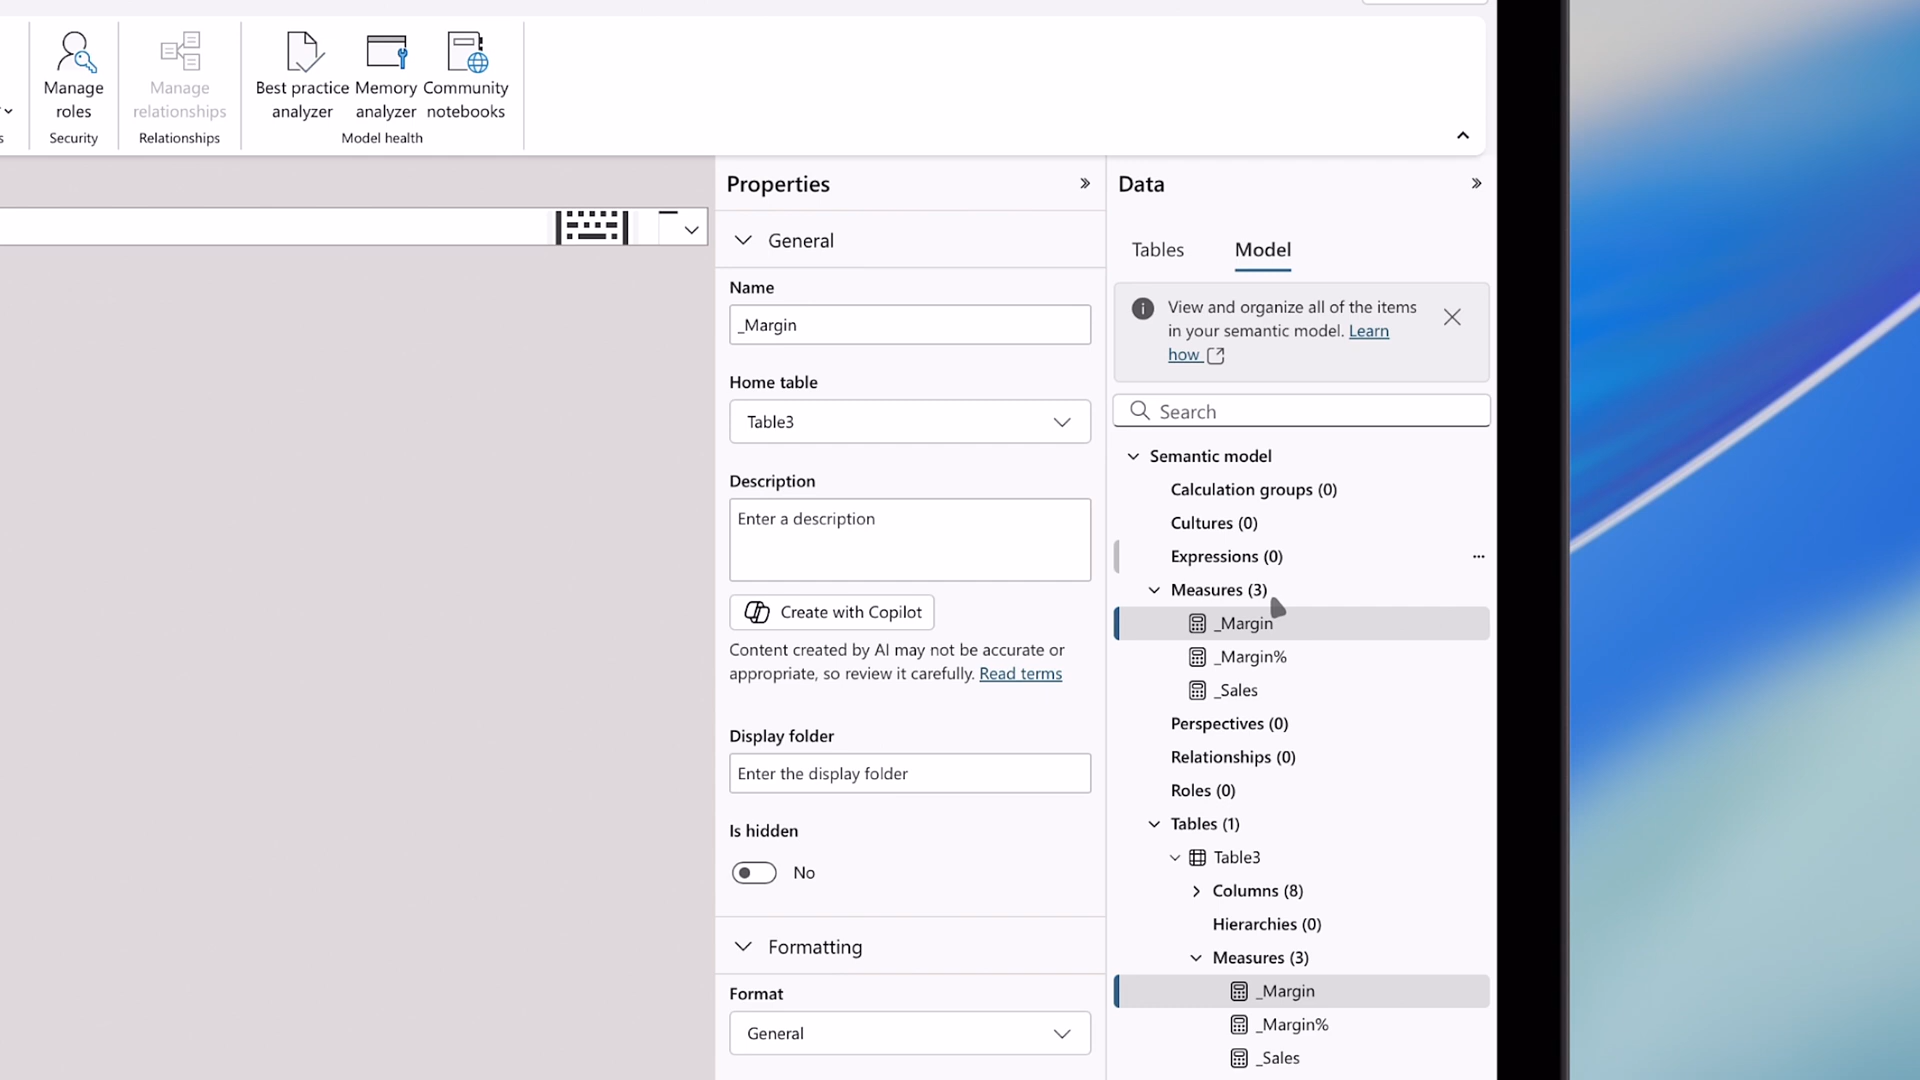 Manage
roles
Security
Manage
relationships
Relationships
Best practice
analyzer
Memory
analyzer
Community
notebooks
Model health
Properties
General
Name
_Margin
Home table
Table3
Description
Enter a description
Create with Copilot
Content created by AI may not be accurate or
appropriate, so review it carefully. Read terms
Display folder
Enter the display folder
Is hidden
No
Formatting
Format
General
Data
Tables
Model
View and organize all of the items
in your semantic model. Learn
how
Search
Semantic model
Calculation groups (0)
Cultures (0)
Expressions (0)
Measures (3)
_Margin
_Margin%
_Sales
Perspectives (0)
Relationships (0)
Roles (0)
Tables (1)
Table3
Columns (8)
Hierarchies (0)
Measures (3)
_Margin
_Margin%
_Sales